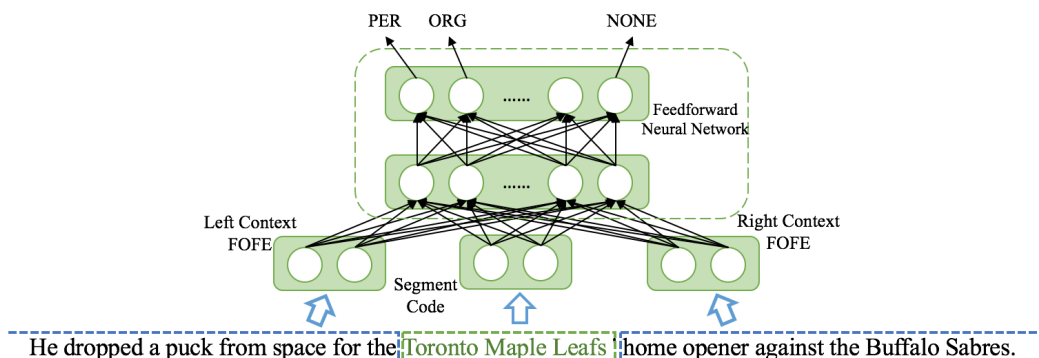 PER ORG NONE
......
Feedforward
Neural Network
......
Left Context
FOFE
Segment
Code
Right Context
FOFE
He dropped a puck from space for the Toronto Maple Leafs ' home opener against the Buffalo Sabres.